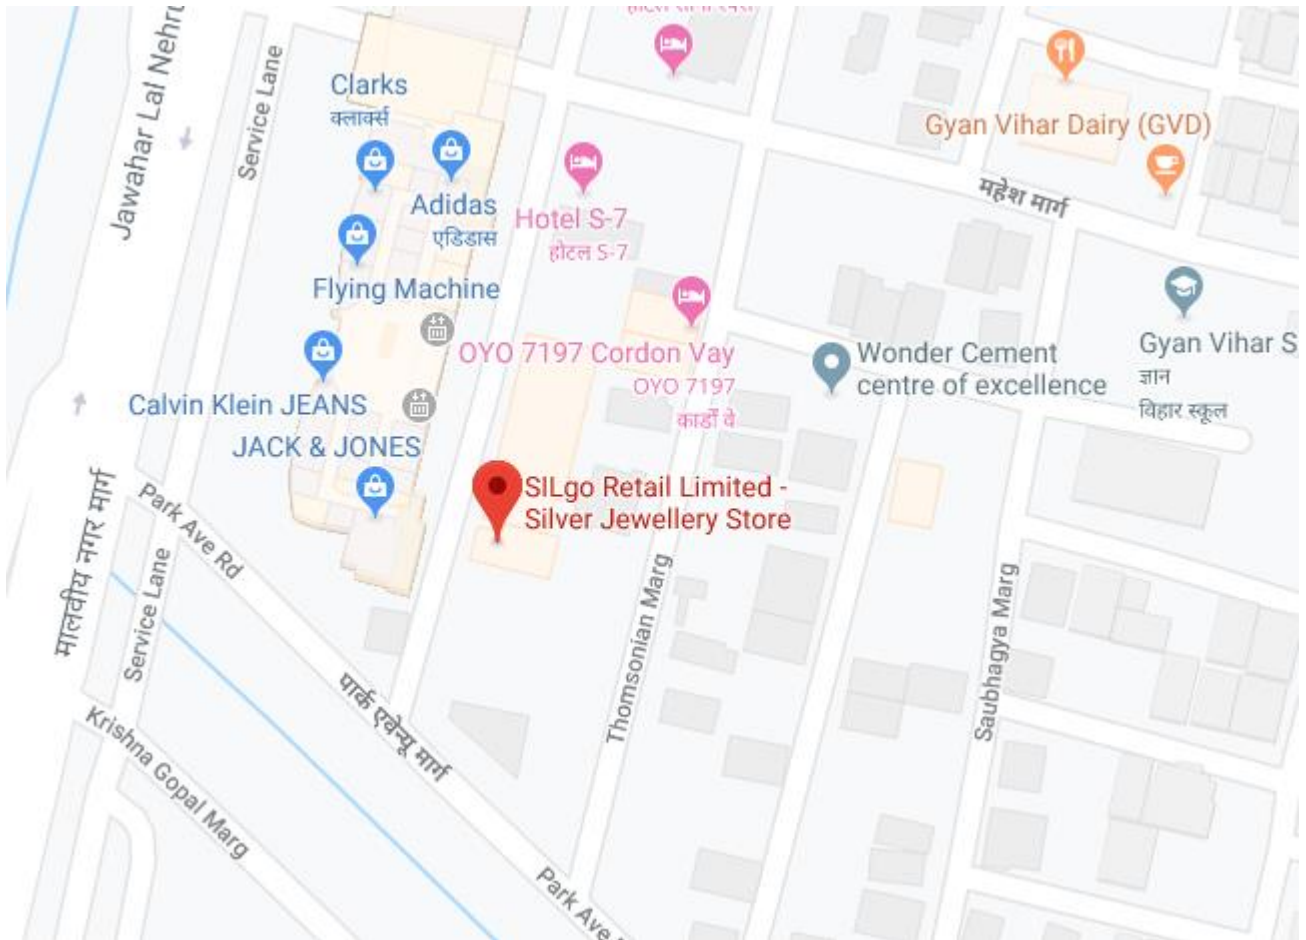 Jawahar Lal Nehru
Service Lane
Clarks
क्लार्क्स
Adidas
एडिडास
Hotel S-7
होटल S-7
Gyan Vihar Dairy (GVD)
महेश मार्ग
Flying Machine
OYO 7197 Cordon Vay
OYO 7197
कार्डों वे
Wonder Cement
centre of excellence
Gyan Vihar S
ज्ञान
विहार स्कूल
Calvin Klein JEANS
JACK & JONES
SILgo Retail Limited -
Silver Jewellery Store
मालवीय नगर मार्ग
Park Ave Rd
Service Lane
Thomsonian Marg
Saubhagya Marg
पार्क एवेन्यू मार्ग
Krishna Gopal Marg
Park Ave